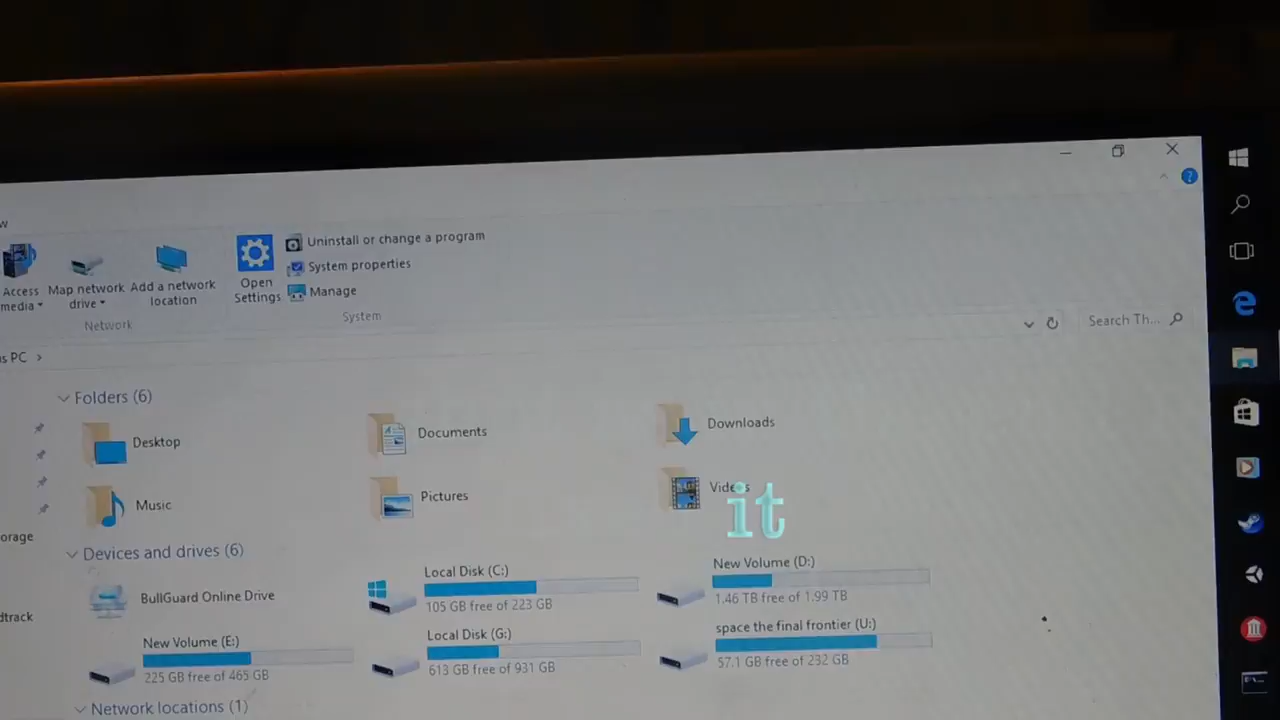 w
Access
media
Map network
drive
Add a network
location
Network
Open
Settings
Uninstall or change a program
System properties
Manage
System
is PC
Search Th...
Folders (6)
Desktop
Documents
Downloads
Music
Pictures
Videos
it
orage
Devices and drives (6)
dtrack
BullGuard Online Drive
Local Disk (C:)
105 GB free of 223 GB
New Volume (D:)
1.46 TB free of 1.99 TB
New Volume (E:)
225 GB free of 465 GB
Local Disk (G:)
613 GB free of 931 GB
space the final frontier (U:)
57.1 GB free of 232 GB
Network locations (1)